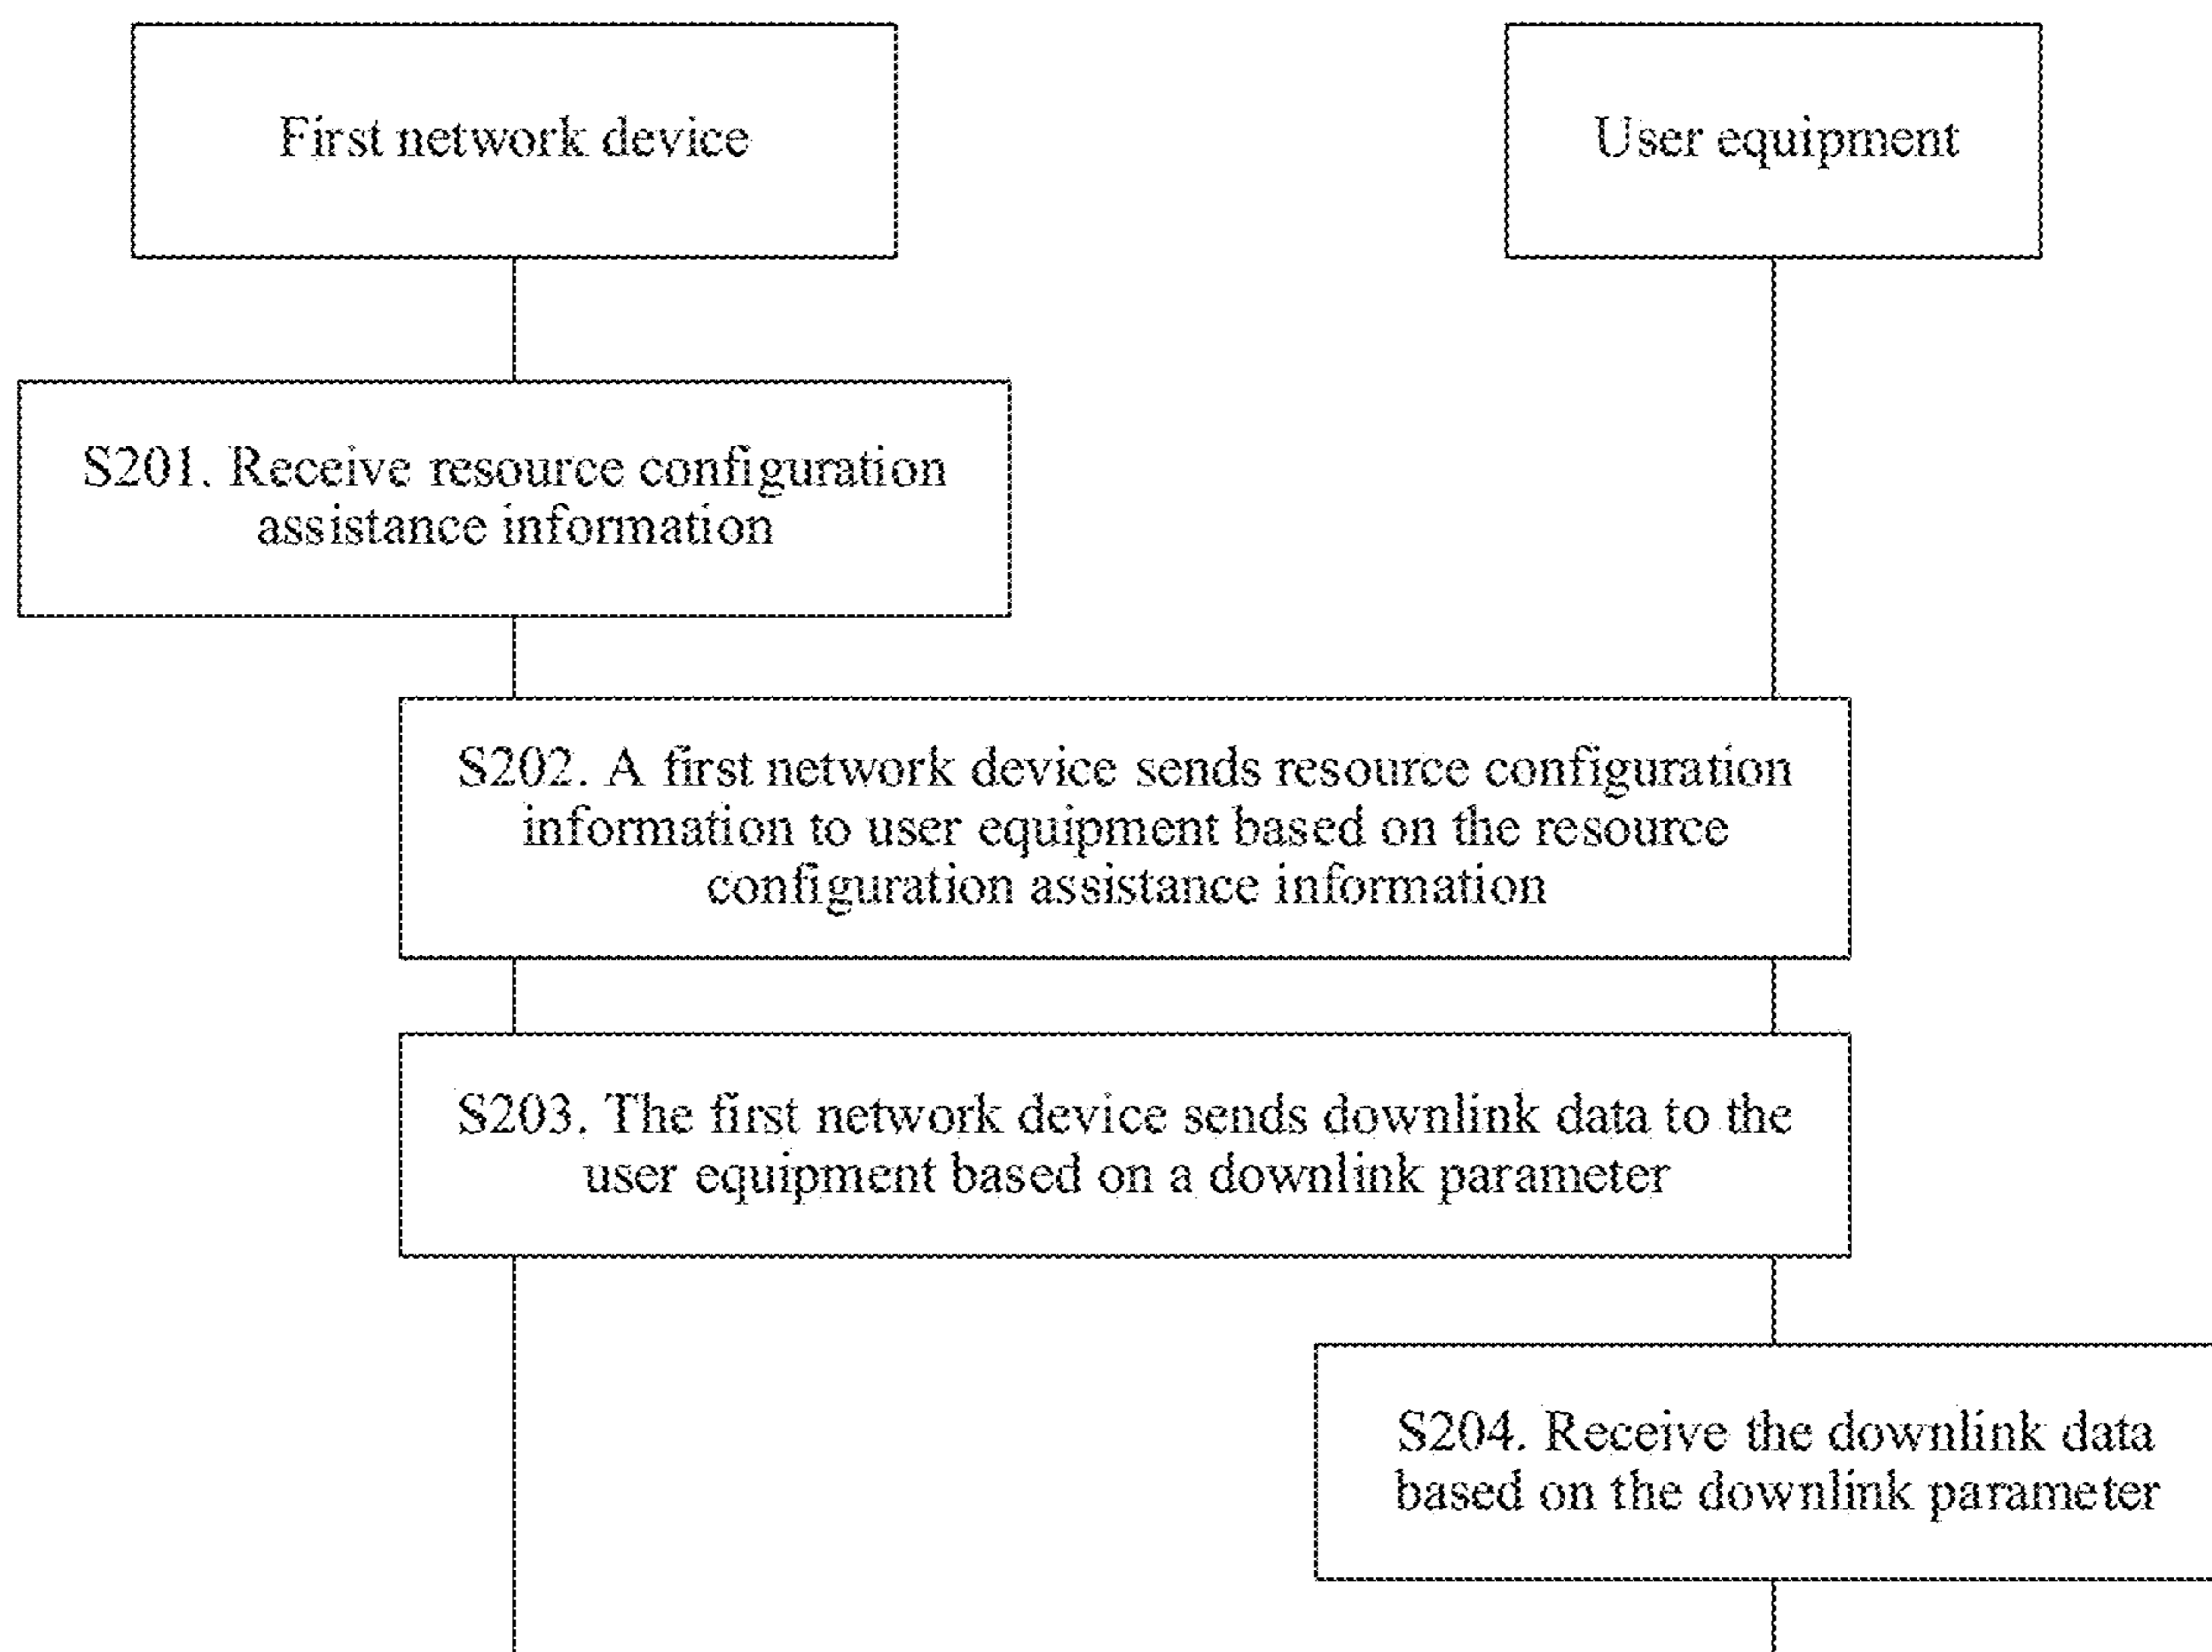 First network device
User equipment
S201. Receive resource configuration
assistance information
S202. A first network device sends resource configuration
information to user equipment based on the resource
configuration assistance information
S203. The first network device sends downlink data to the
user equipment based on a downlink parameter
S204. Receive the downlink data
based on the downlink parameter